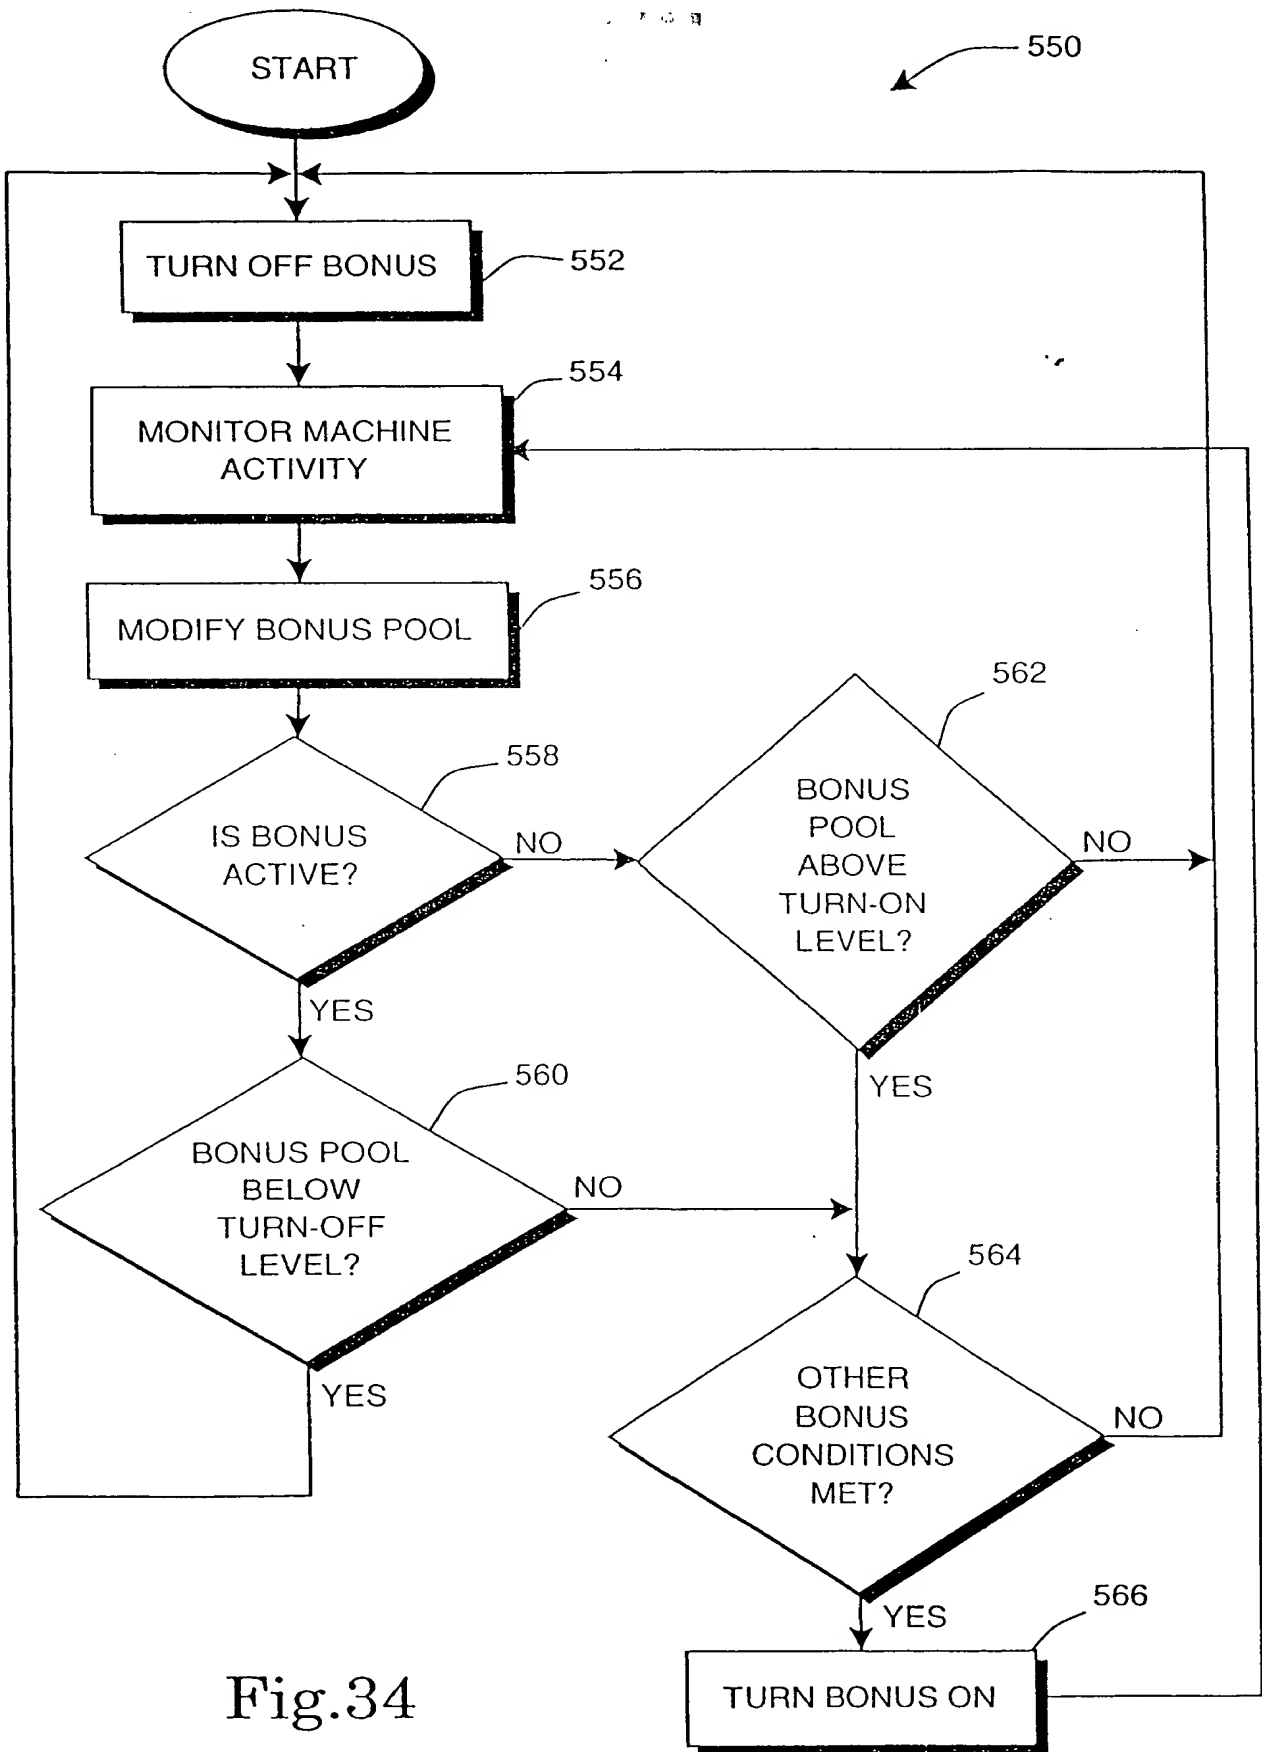 START
550
TURN OFF BONUS
552
554
MONITOR MACHINE
ACTIVITY
556
MODIFY BONUS POOL
562
558
BONUS
POOL
ABOVE
TURN-ON
LEVEL?
NO
IS BONUS
ACTIVE?
NO
YES
560
YES
BONUS POOL
BELOW
TURN-OFF
LEVEL?
NO
564
YES
OTHER
BONUS
CONDITIONS
MET?
NO
566
YES
TURN BONUS ON
Fig.34